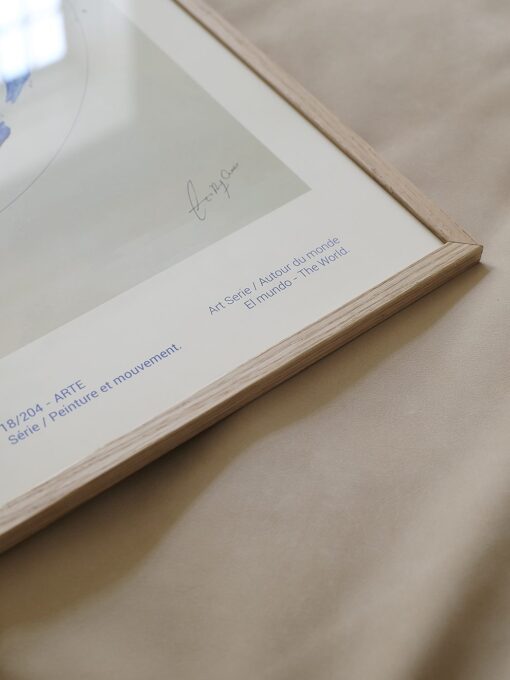 18/204 - ARTE
Série / Peinture et mouvement.
Art Serie / Autour du monde
El mundo - The World.